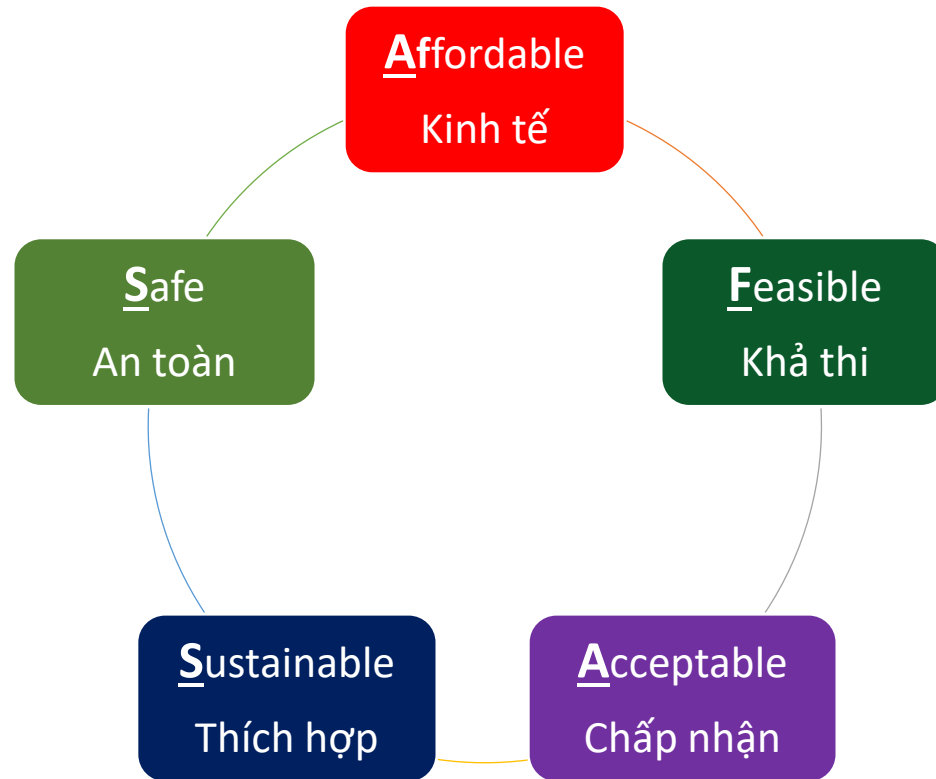 Affordable
Kinh tế
Safe
An toàn
Feasible
Khả thi
Sustainable
Thích hợp
Acceptable
Chấp nhận